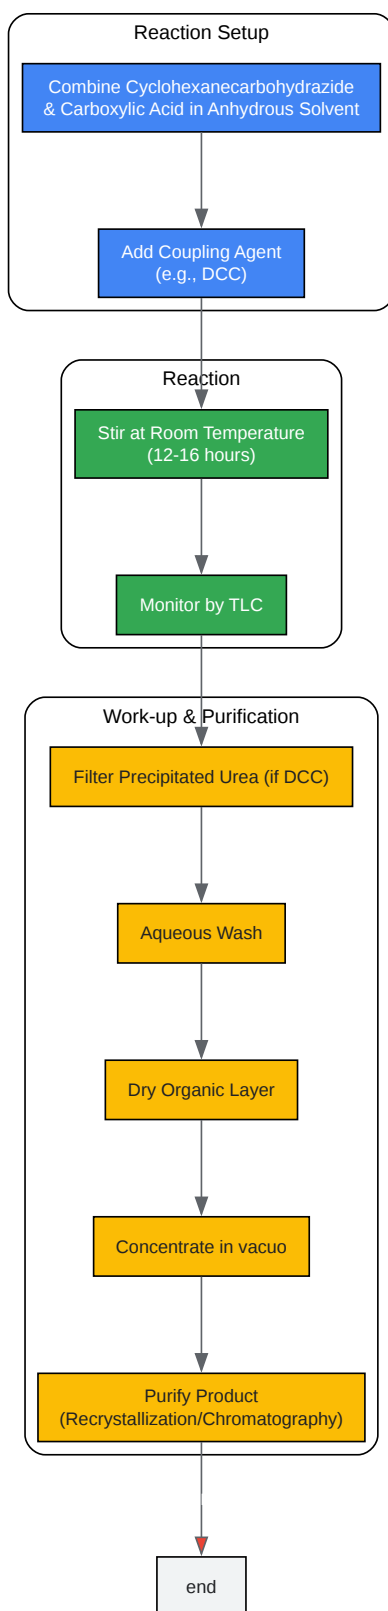 Reaction Setup
Combine Cyclohexanecarbohydrazide
& Carboxylic Acid in Anhydrous Solvent
Add Coupling Agent
(e.g., DCC)
Reaction
Stir at Room Temperature
(12-16 hours)
Monitor by TLC
Work-up & Purification
Filter Precipitated Urea (if DCC)
Aqueous Wash
Dry Organic Layer
Concentrate in vacuo
Purify Product
(Recrystallization/Chromatography)
end